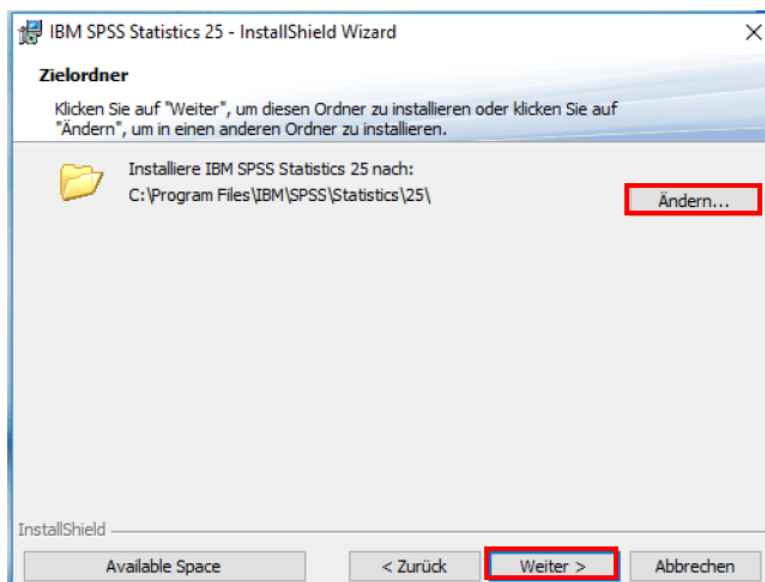 IBM SPSS Statistics 25 - InstallShield Wizard
Zielordner
Klicken Sie auf "Weiter", um diesen Ordner zu installieren oder klicken Sie auf
"Ändern", um in einen anderen Ordner zu installieren.
Installiere IBM SPSS Statistics 25 nach:
C:\Program Files\IBM\SPSS\Statistics\25\
Ändern...
InstallShield
Available Space
< Zurück
Weiter >
Abbrechen